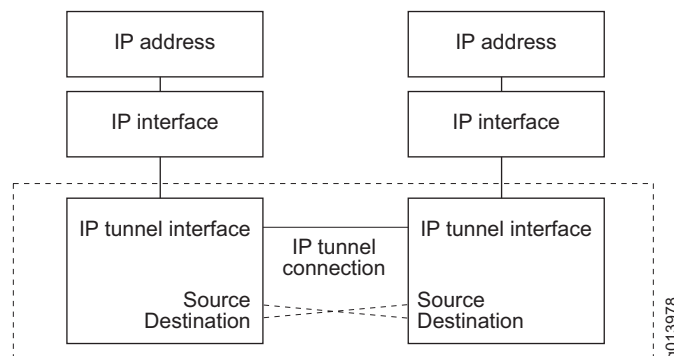 IP address
IP address
IP interface
IP interface
IP tunnel interface
IP tunnel interface
IP tunnel
connection
Source
Destination
Source
Destination
g013978